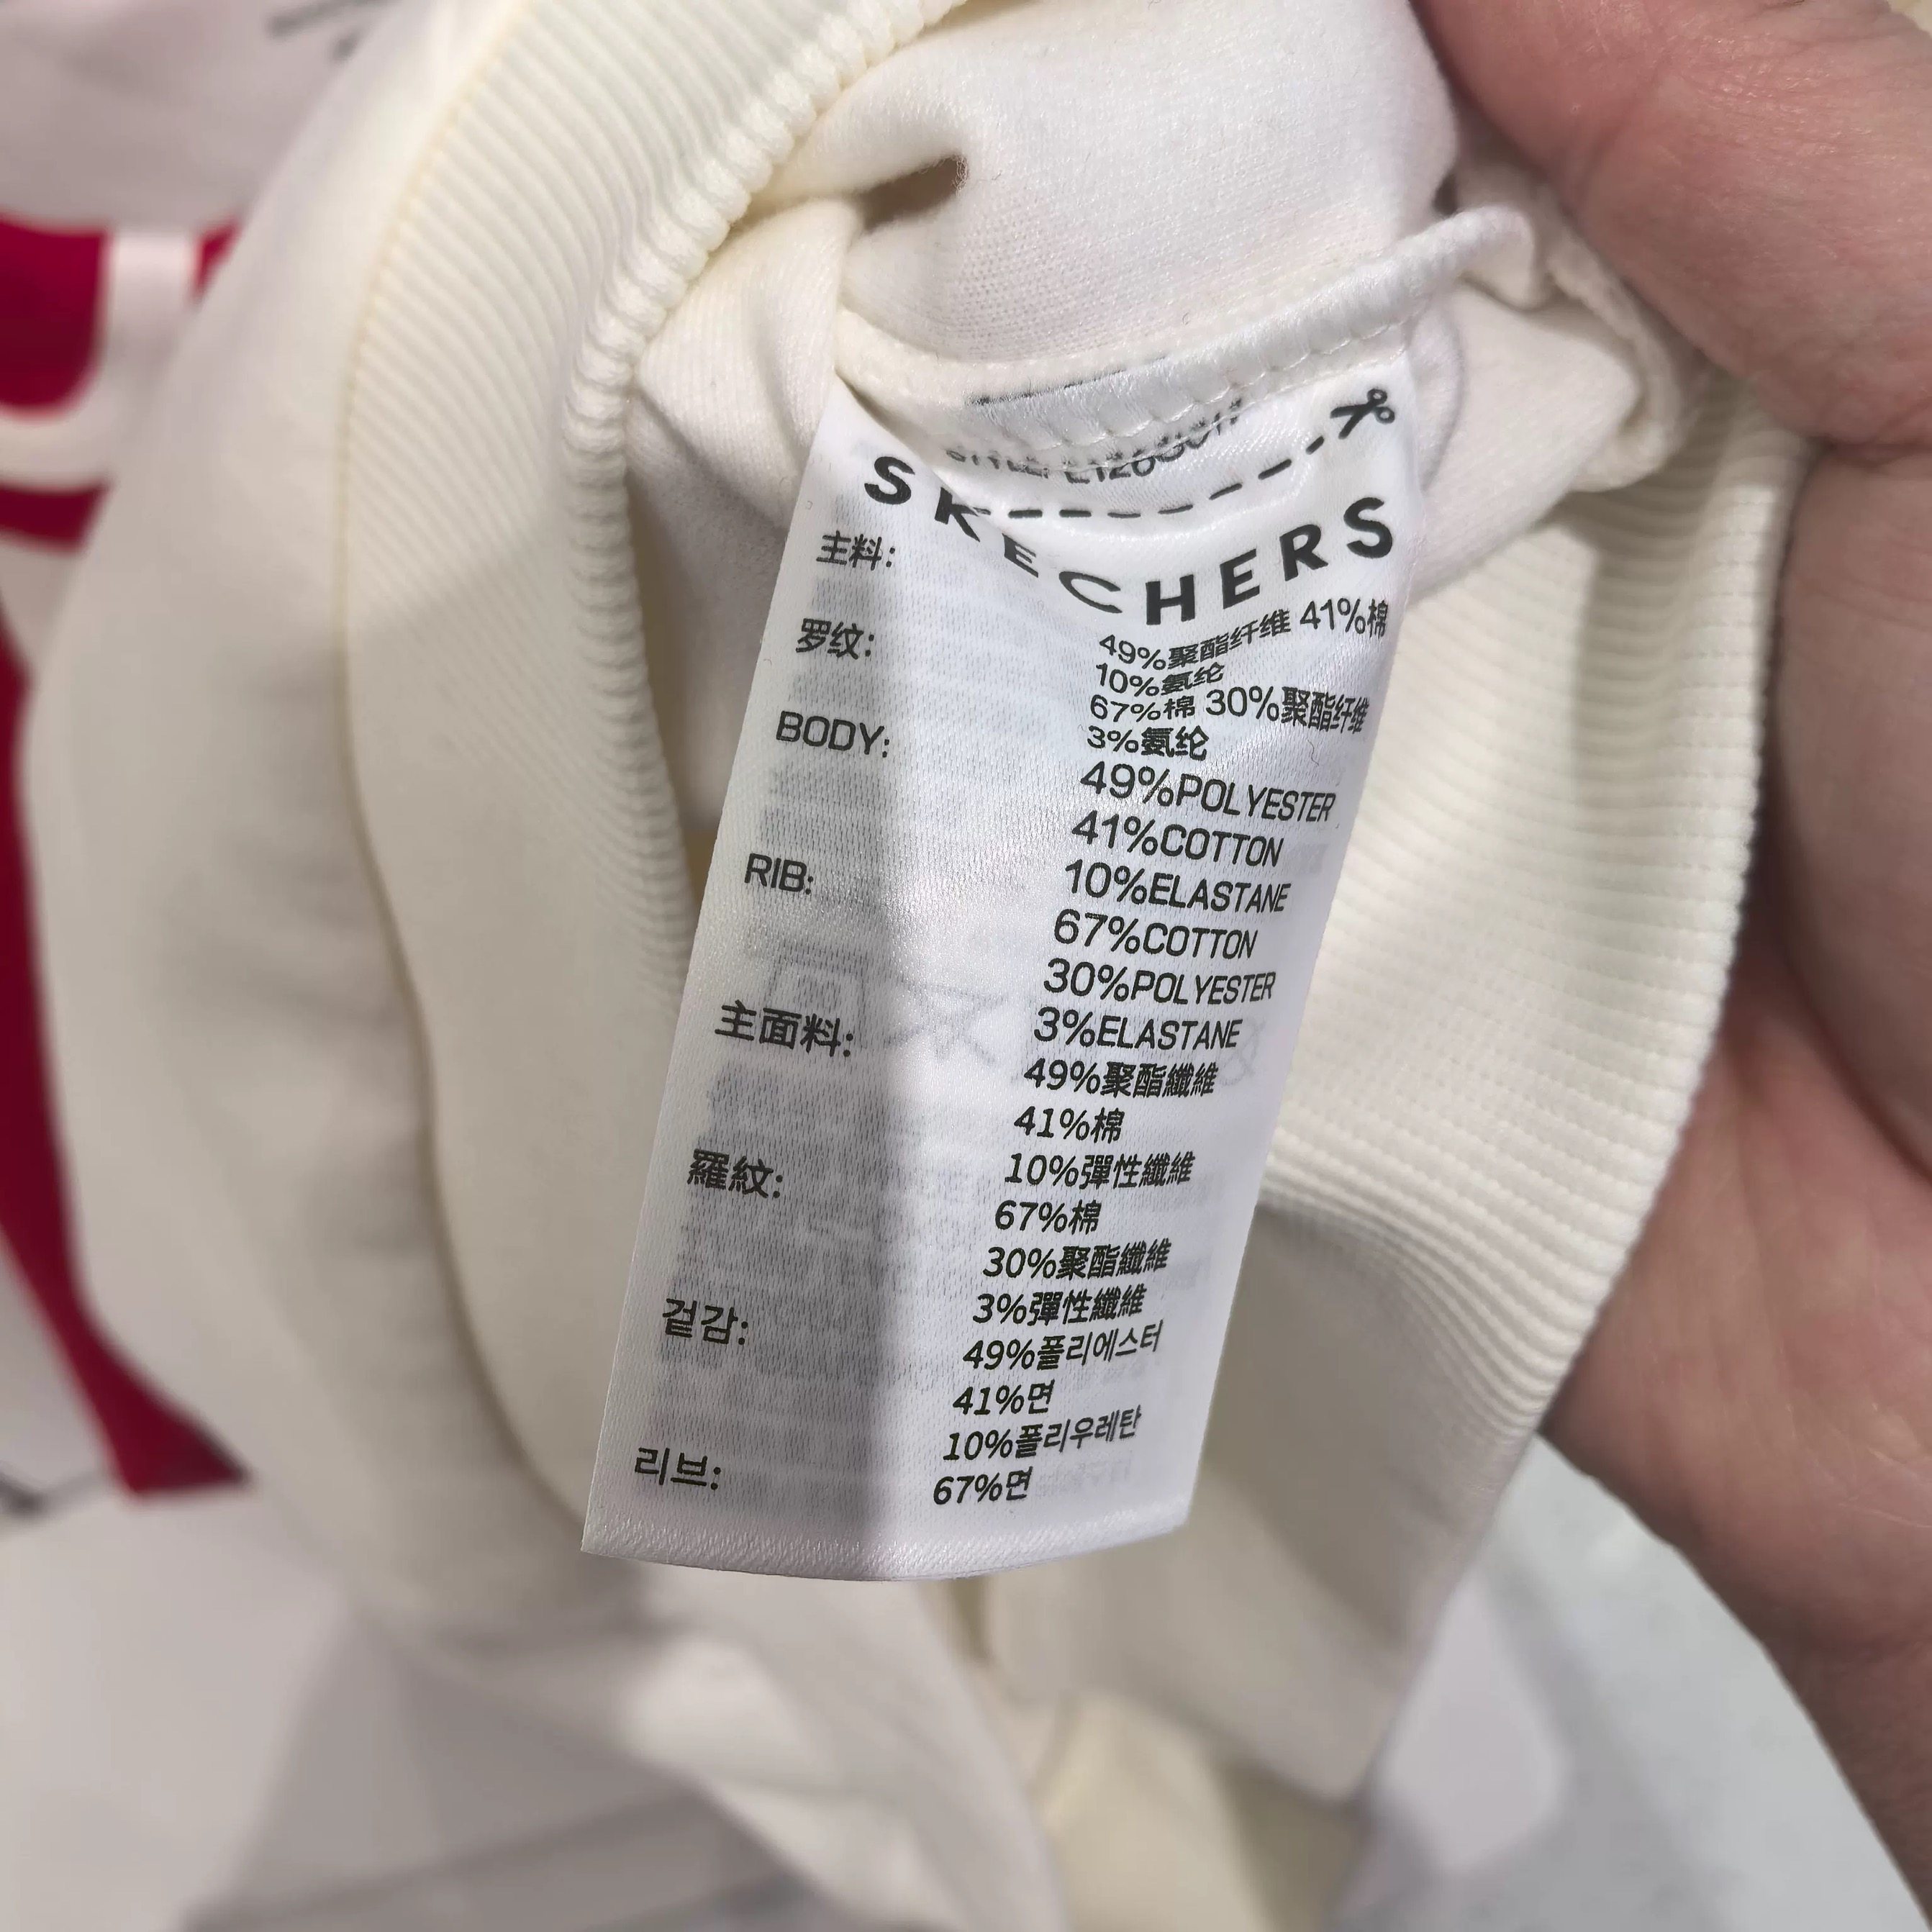 SKECHERS
主料: 49%聚酯纤维 41%棉
10%氨纶
罗纹: 67%棉 30%聚酯纤维
3%氨纶
BODY: 49%POLYESTER
41%COTTON
10%ELASTANE
RIB: 67%COTTON
30%POLYESTER
3%ELASTANE
主面料: 49%聚酯纖維
41%棉
10%彈性纖維
羅紋: 67%棉
30%聚酯纖維
3%彈性纖維
겉감: 49%폴리에스터
41%면
10%폴리우레탄
리브: 67%면